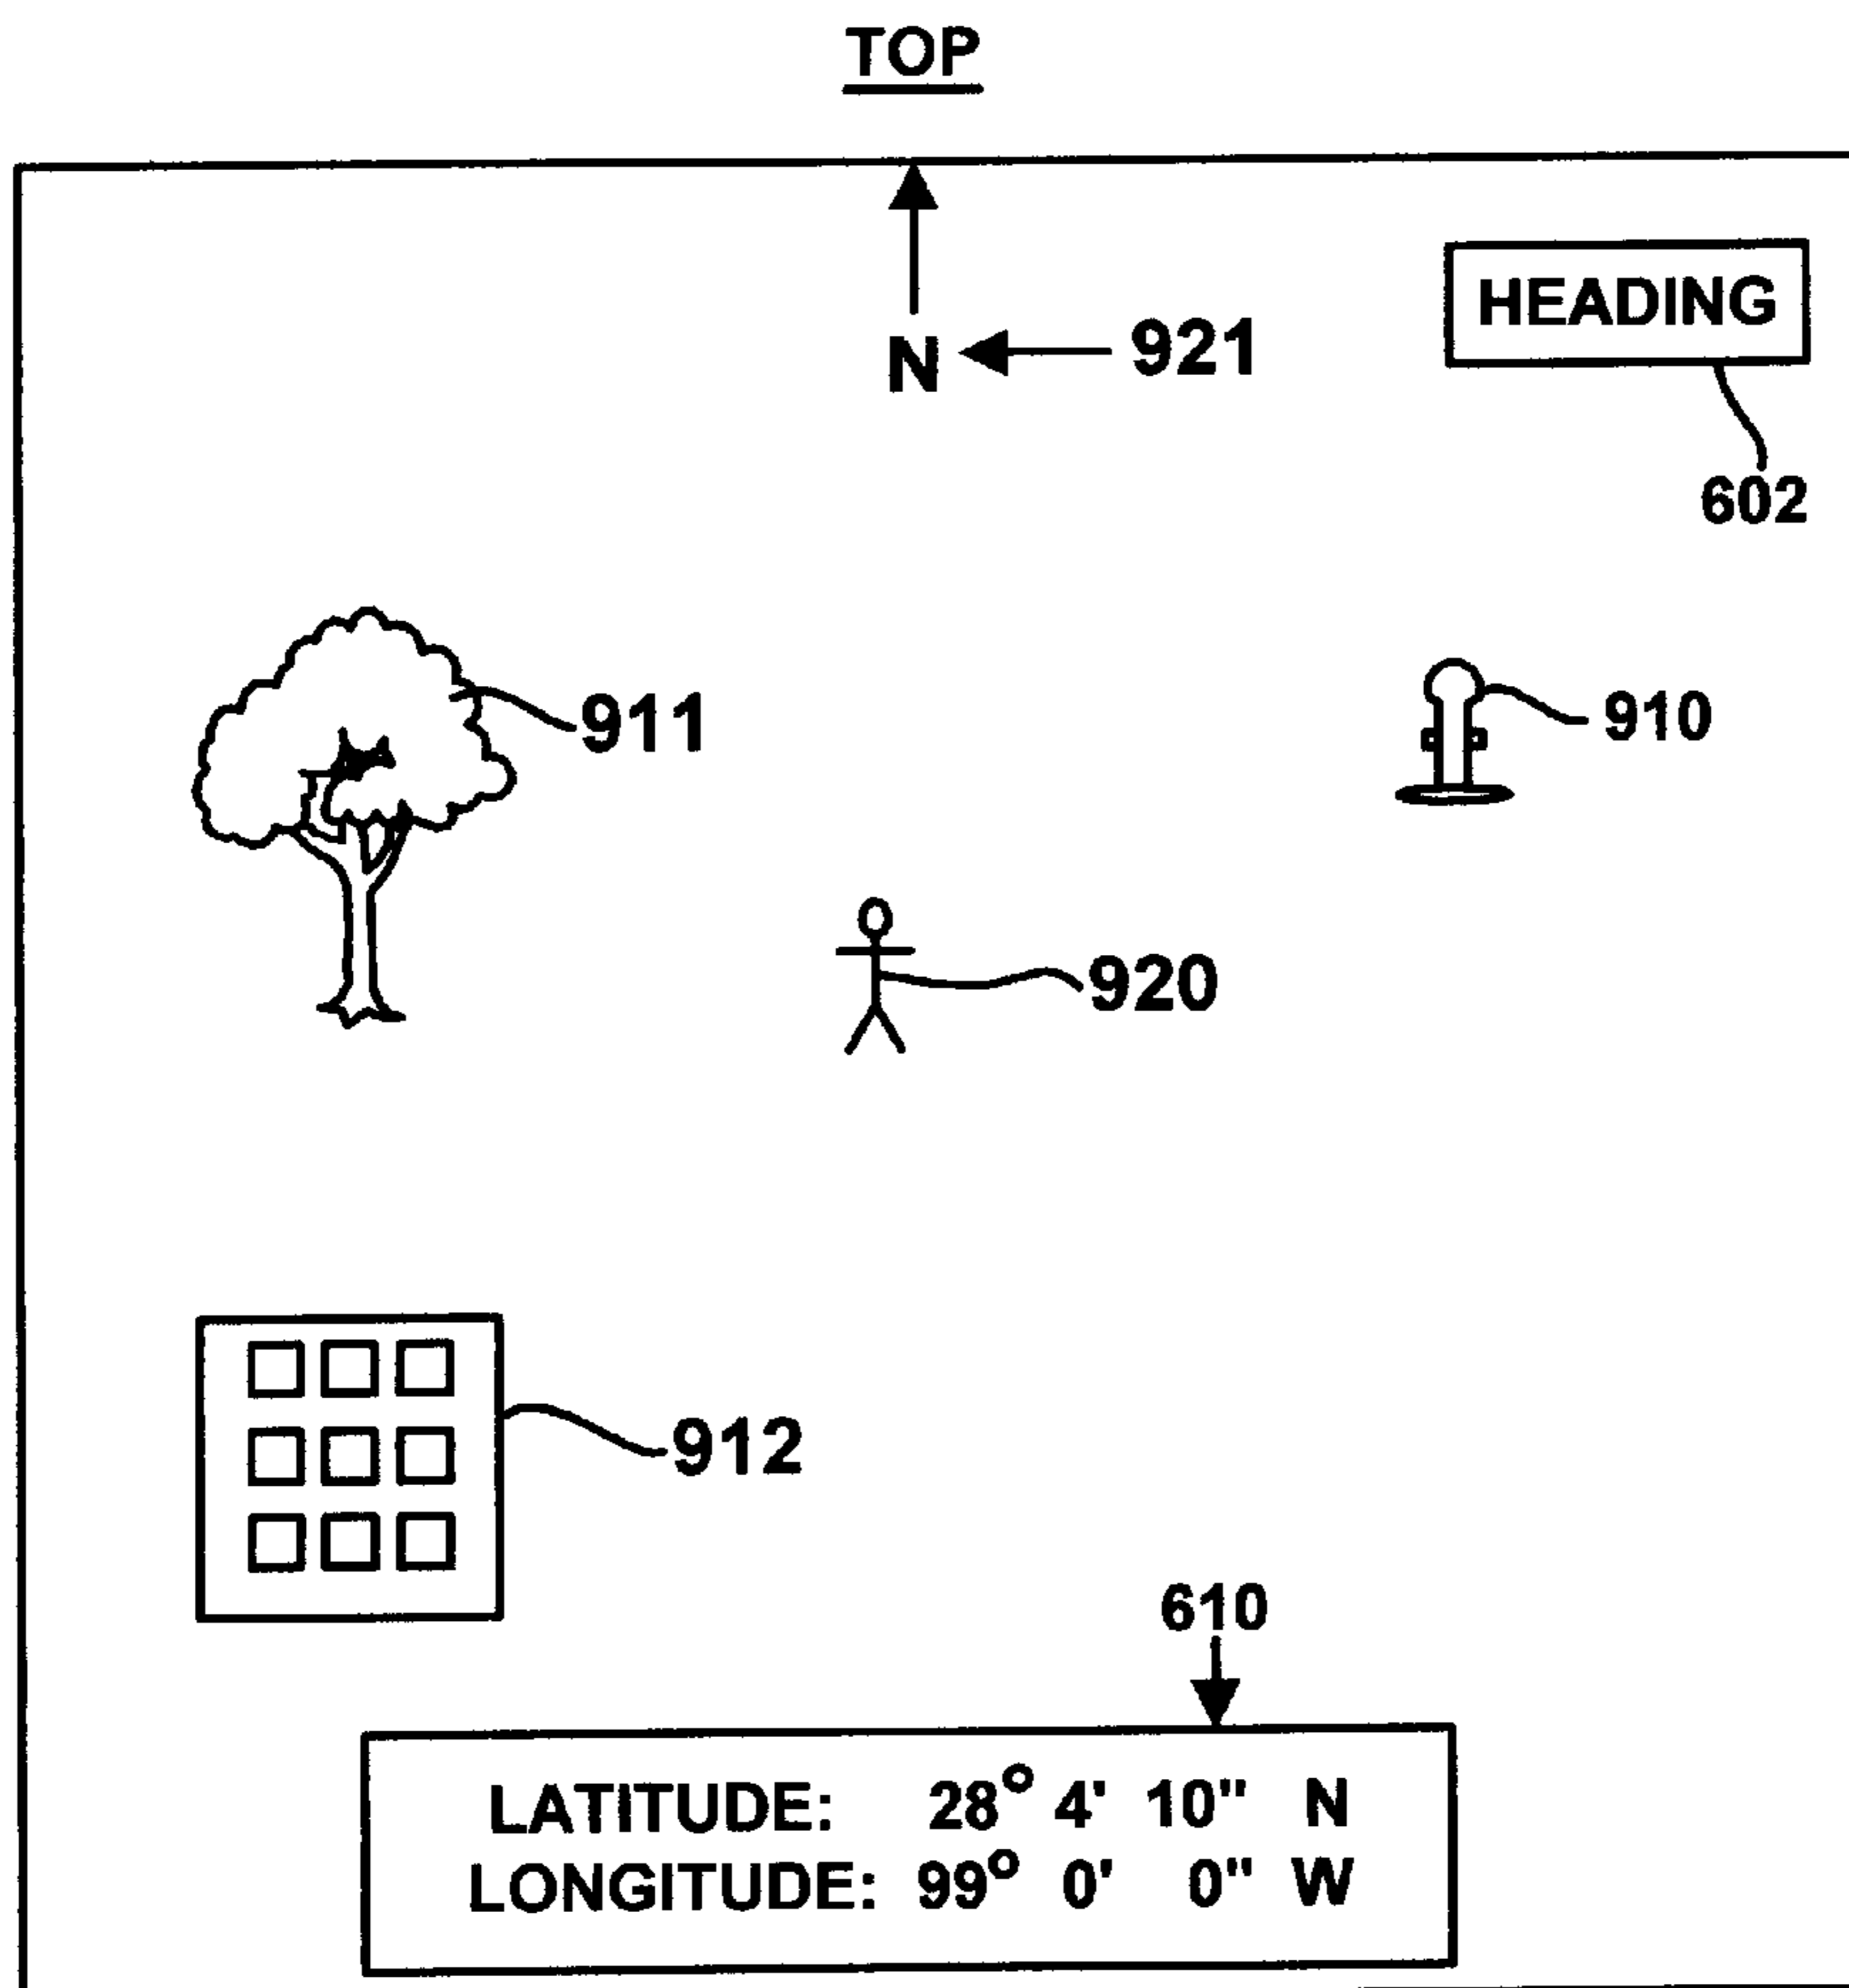 TOP
HEADING
N 921
602
911
910
920
912
610
LATITUDE: 28° 4' 10" N
LONGITUDE: 99° 0' 0" W